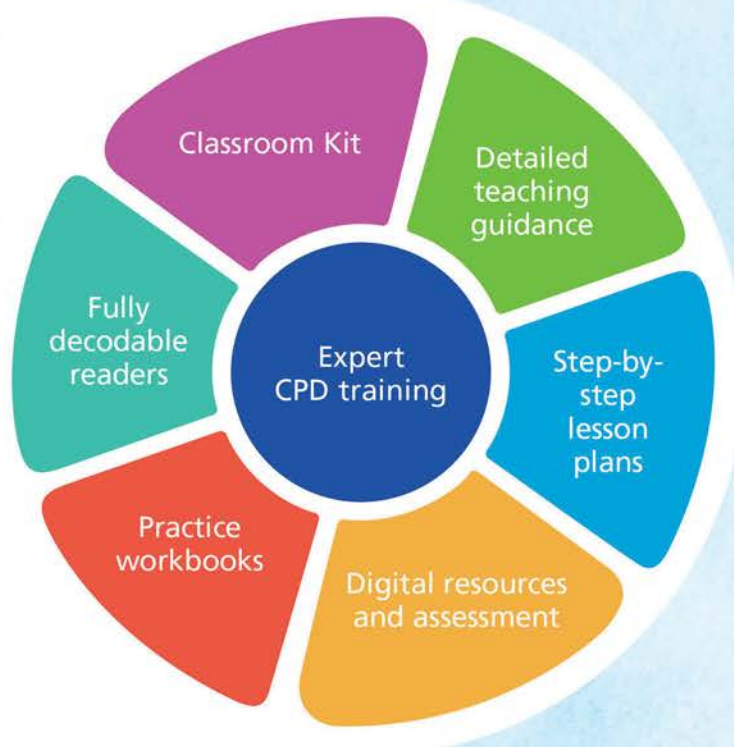 Classroom Kit
Detailed
teaching
guidance
Step-by-
step
lesson
plans
Digital resources
and assessment
Practice
workbooks
Fully
decodable
readers
Expert
CPD training